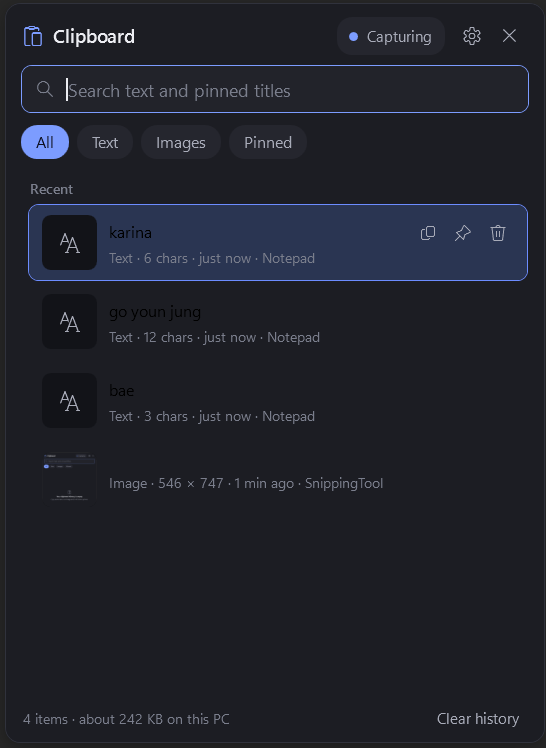 Clipboard
Capturing
Search text and pinned titles
All Text Images Pinned
Recent
karina
Text · 6 chars · just now · Notepad
go youn jung
Text · 12 chars · just now · Notepad
bae
Text · 3 chars · just now · Notepad
Image · 546 × 747 · 1 min ago · SnippingTool
4 items · about 242 KB on this PC
Clear history